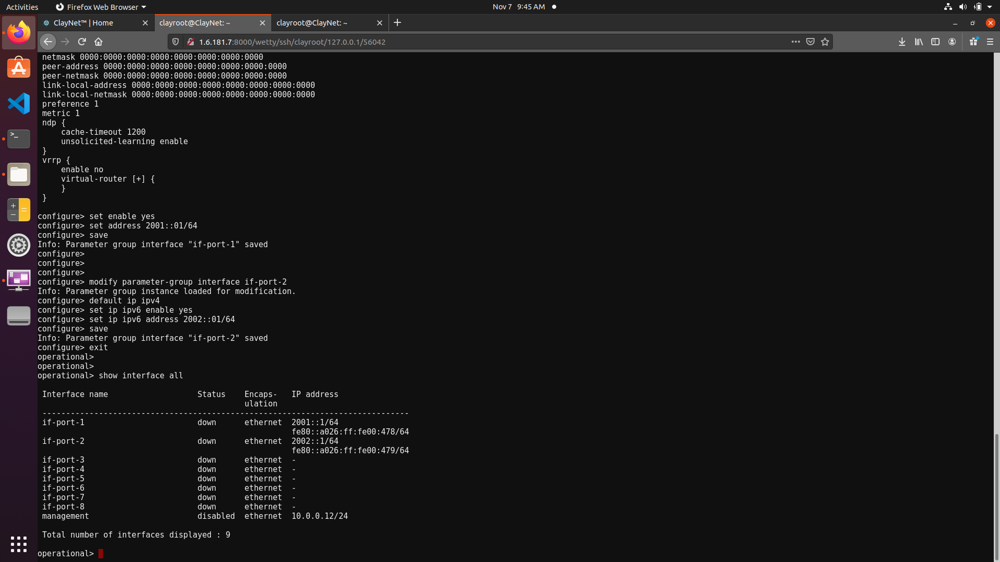 Activities
Firefox Web Browser
Nov 7 9:45 AM
ClayNet™ | Home
clayroot@ClayNet: ~
clayroot@ClayNet: ~
1.6.181.7:8000/wetty/ssh/clayroot/127.0.0.1/56042
netmask 0000:0000:0000:0000:0000:0000:0000:0000
peer-address 0000:0000:0000:0000:0000:0000:0000:0000
peer-netmask 0000:0000:0000:0000:0000:0000:0000:0000
link-local-address 0000:0000:0000:0000:0000:0000:0000:0000
link-local-netmask 0000:0000:0000:0000:0000:0000:0000:0000
preference 1
metric 1
ndp {
cache-timeout 1200
unsolicited-learning enable
}
vrrp {
enable no
virtual-router [+] {
}
}
configure> set enable yes
configure> set address 2001::01/64
configure> save
Info: Parameter group interface "if-port-1" saved
configure>
configure>
configure>
configure> modify parameter-group interface if-port-2
Info: Parameter group instance loaded for modification.
configure> default ip ipv4
configure> set ip ipv6 enable yes
configure> set ip ipv6 address 2002::01/64
configure> save
Info: Parameter group interface "if-port-2" saved
configure> exit
operational>
operational>
operational> show interface all
Interface name Status Encaps- IP address
ulation
------------------------------------------------------------------------------
if-port-1 down ethernet 2001::1/64
fe80::a026:ff:fe00:478/64
if-port-2 down ethernet 2002::1/64
fe80::a026:ff:fe00:479/64
if-port-3 down ethernet -
if-port-4 down ethernet -
if-port-5 down ethernet -
if-port-6 down ethernet -
if-port-7 down ethernet -
if-port-8 down ethernet -
management disabled ethernet 10.0.0.12/24
Total number of interfaces displayed : 9
operational>